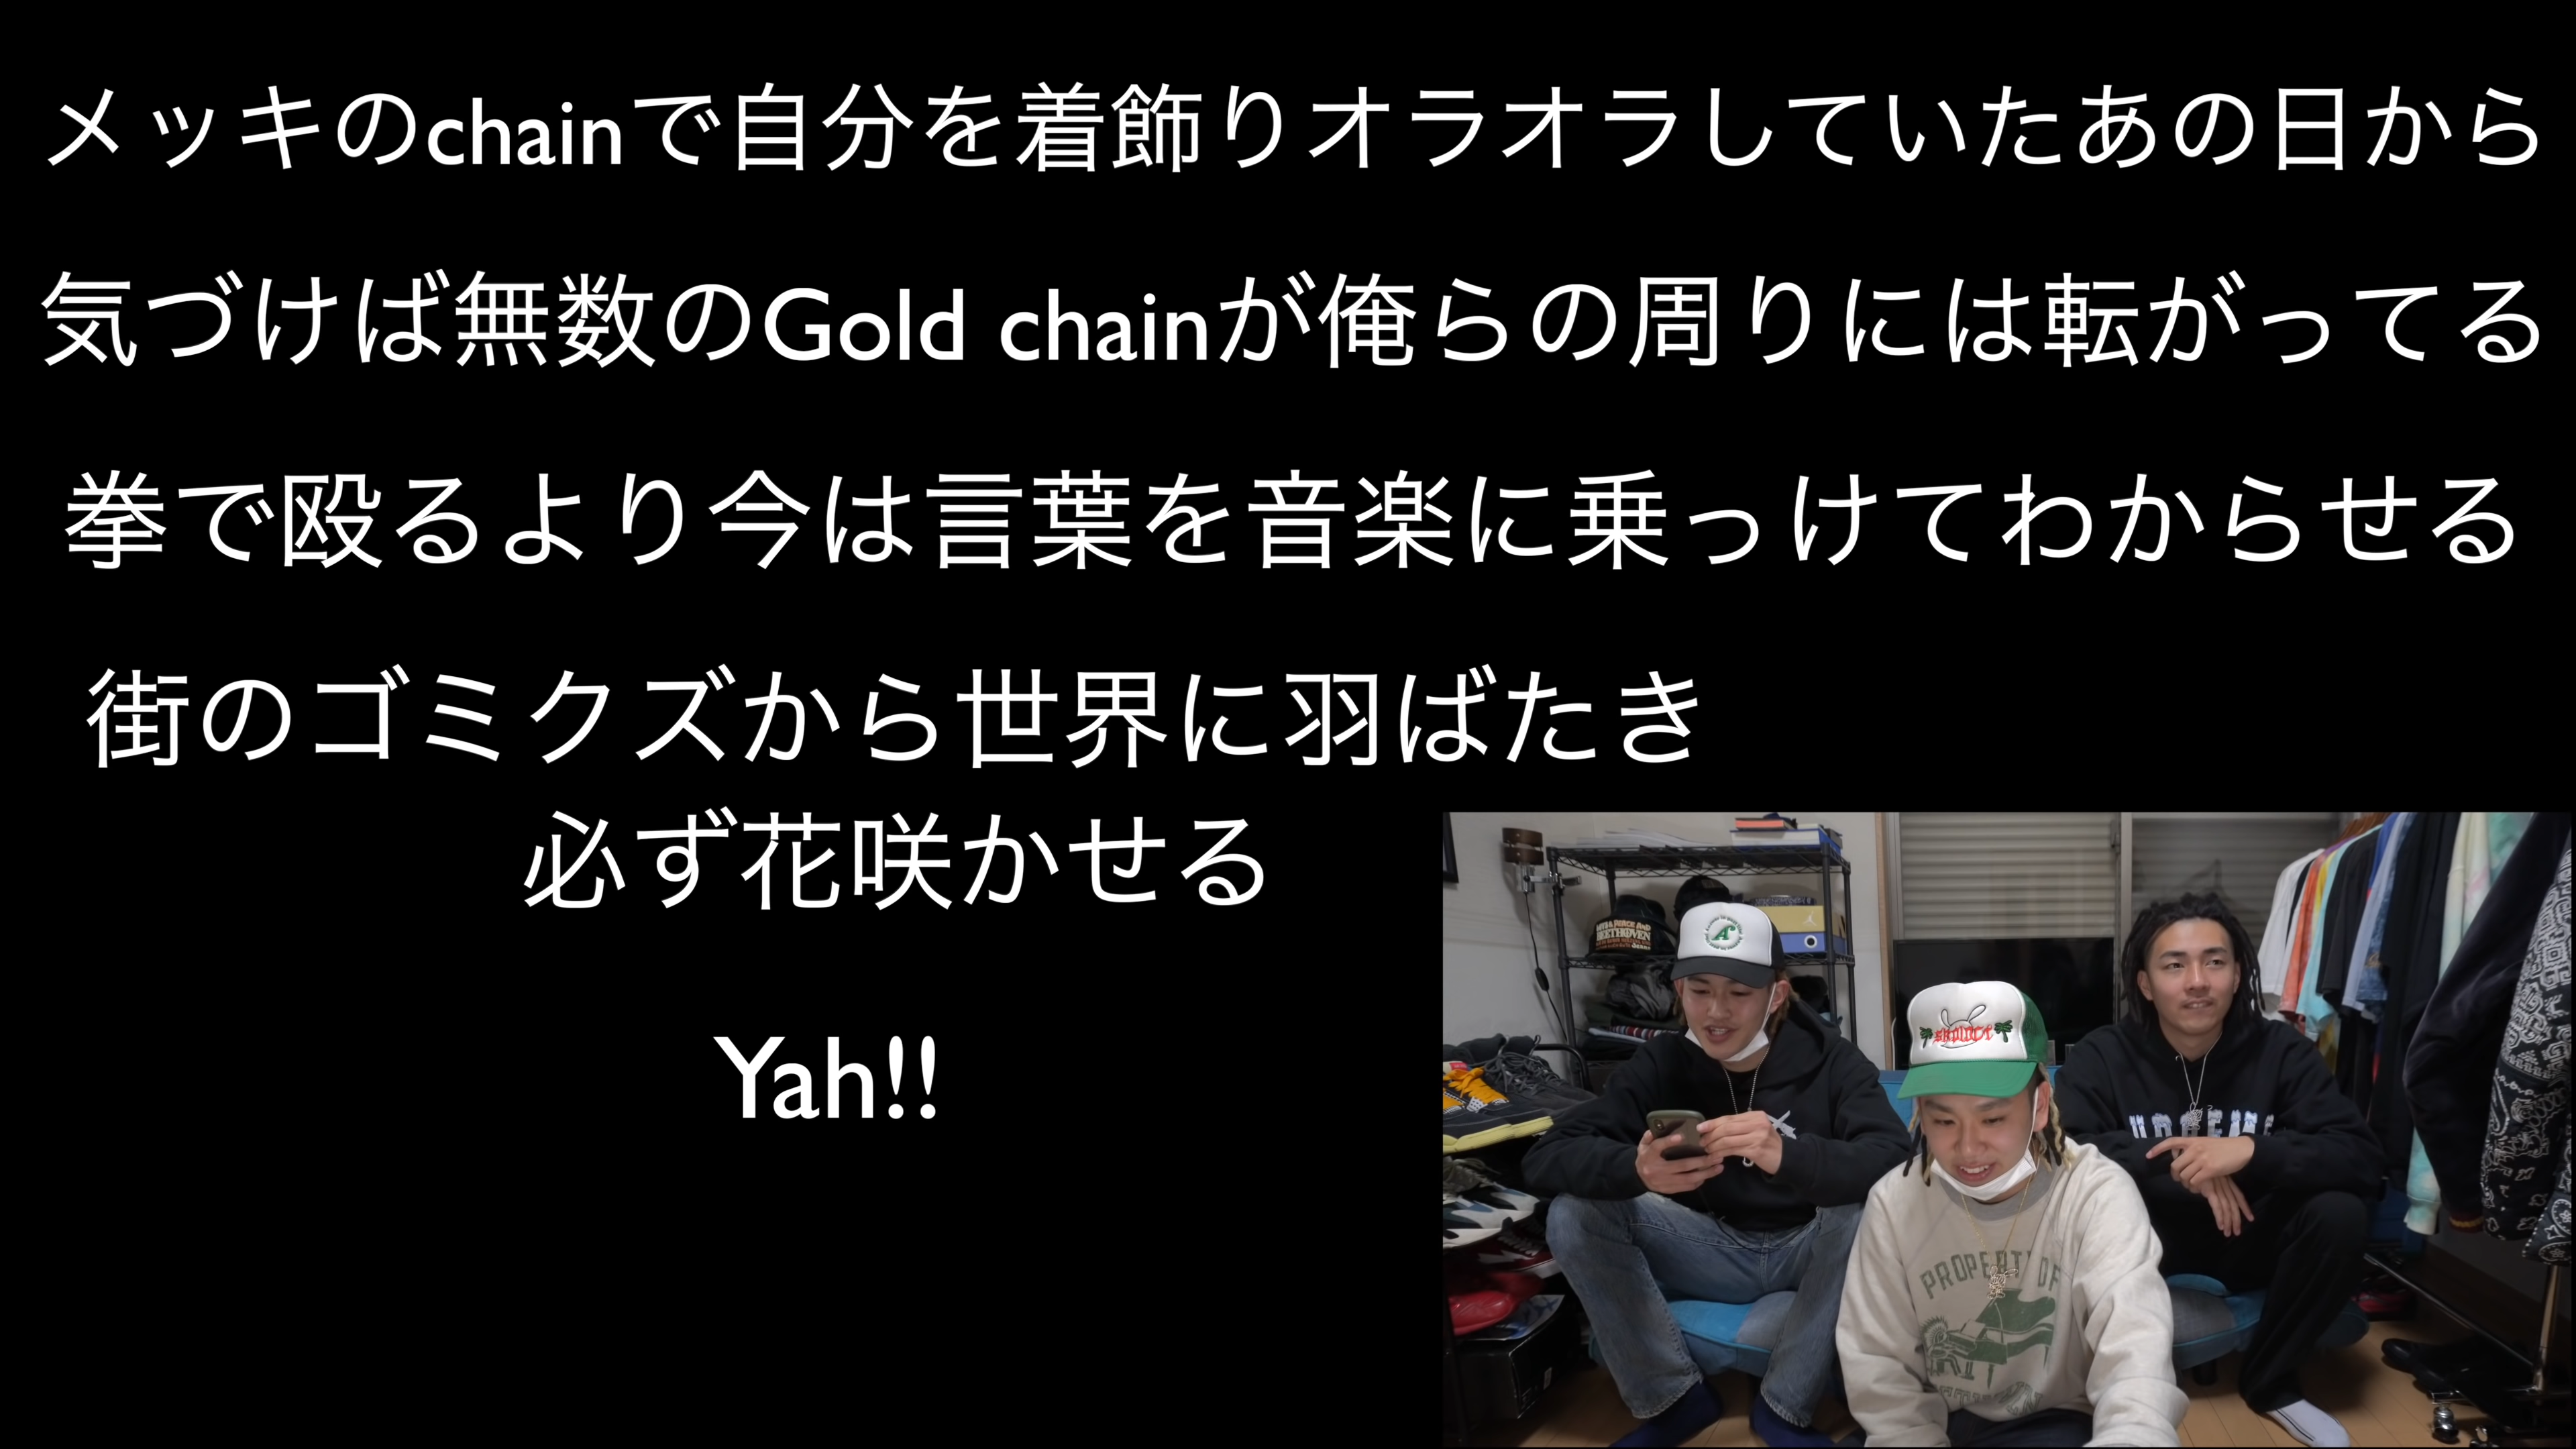 メッキのchainで自分を着飾りオラオラしていたあの日から
気づけば無数のGold chainが俺らの周りには転がってる
拳で殴るより今は言葉を音楽に乗っけてわからせる
街のゴミクズから世界に羽ばたき
必ず花咲かせる
Yah!!
BEETHOVEN
A
PROPERTY OF